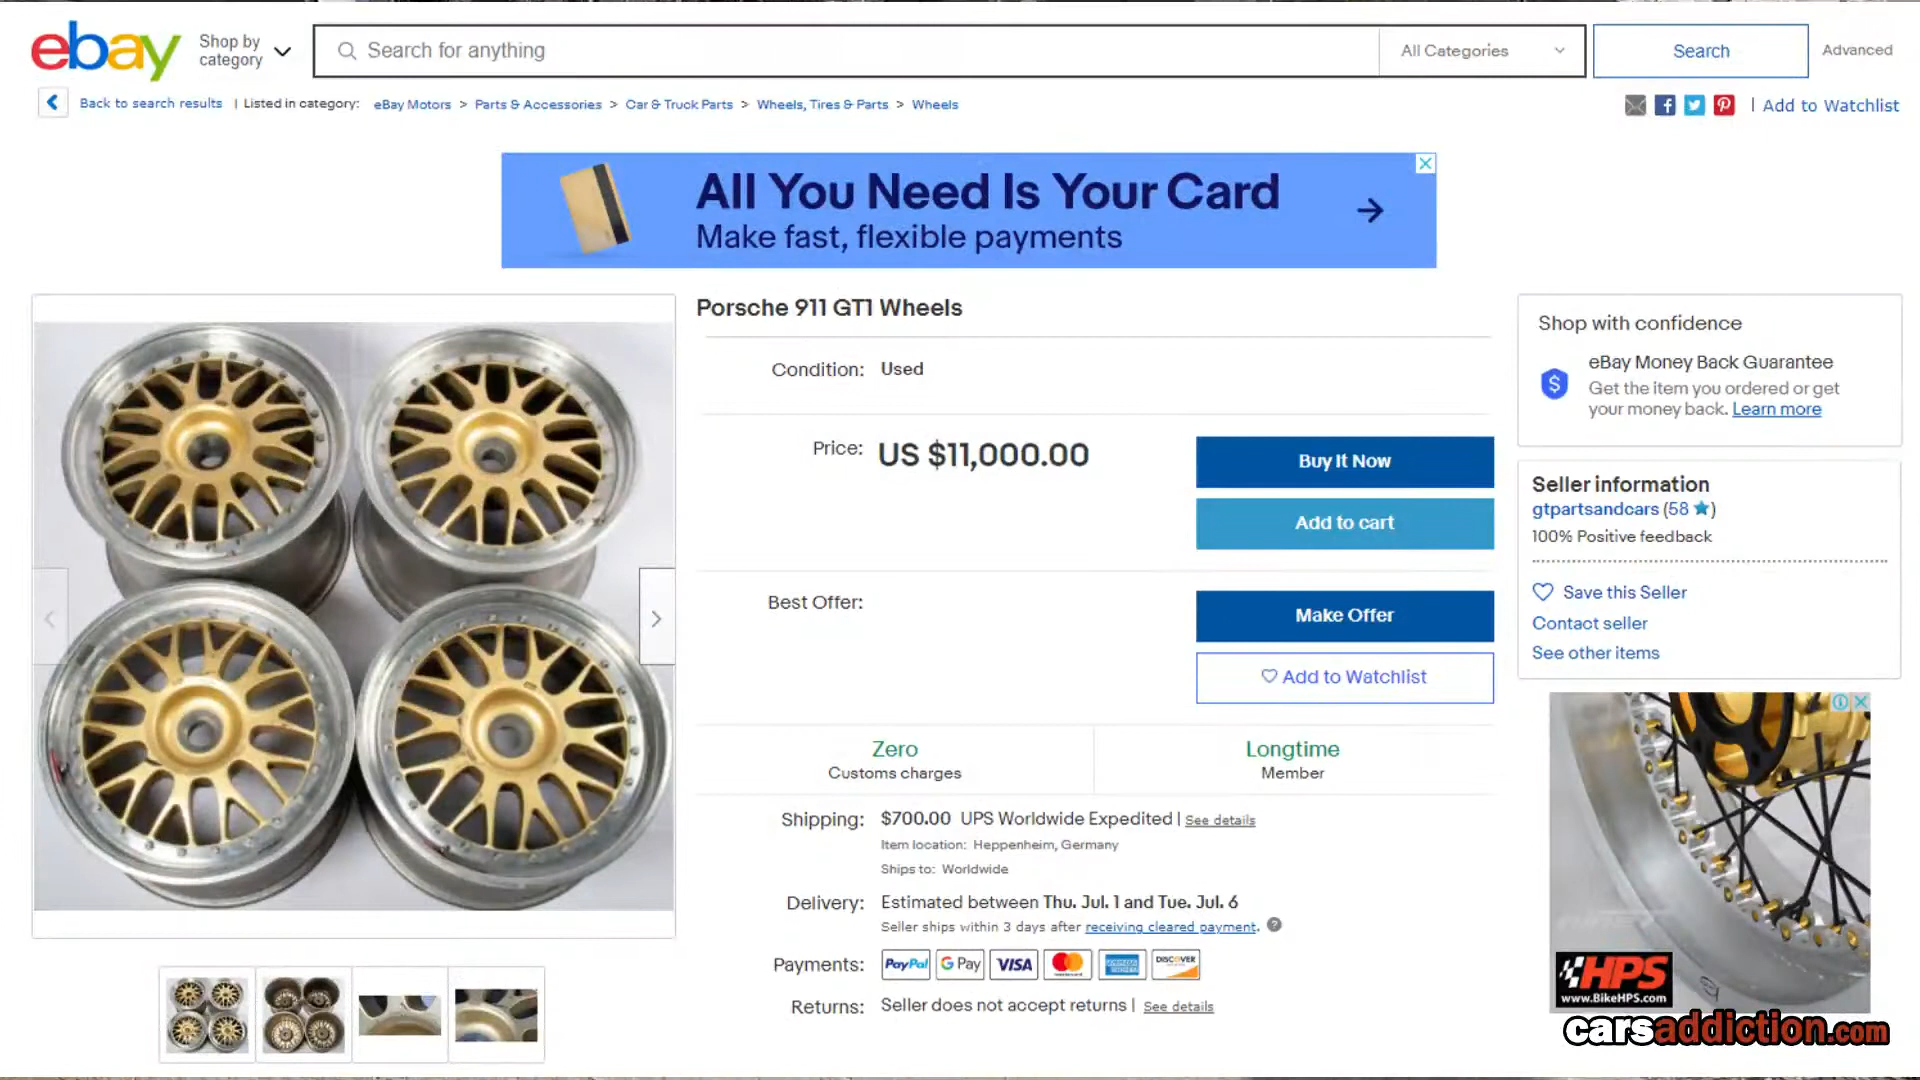 ebay
Shop by
category
Search for anything
All Categories
Search
Advanced
Back to search results | Listed in category: eBay Motors > Parts & Accessories > Car & Truck Parts > Wheels, Tires & Parts > Wheels
| Add to Watchlist
All You Need Is Your Card
Make fast, flexible payments
Porsche 911 GT1 Wheels
Condition: Used
Price: US $11,000.00
Buy It Now
Add to cart
Best Offer:
Make Offer
Add to Watchlist
Zero
Customs charges
Longtime
Member
Shipping: $700.00 UPS Worldwide Expedited | See details
Item location: Heppenheim, Germany
Ships to: Worldwide
Delivery: Estimated between Thu. Jul. 1 and Tue. Jul. 6
Seller ships within 3 days after receiving cleared payment.
Payments: PayPal G Pay VISA mastercard AMERICAN EXPRESS DISCOVER
Returns: Seller does not accept returns | See details
Shop with confidence
eBay Money Back Guarantee
Get the item you ordered or get
your money back. Learn more
Seller information
gtpartsandcars (58 ★)
100% Positive feedback
Save this Seller
Contact seller
See other items
HPS
www.BikeHPS.com
carsaddiction.com